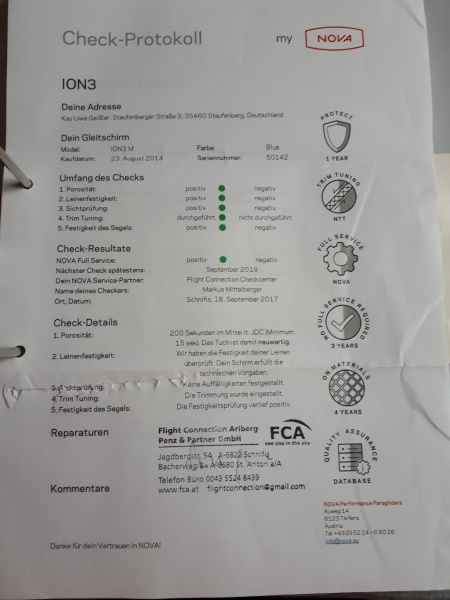 Check-Protokoll
my NOVA
ION3
Deine Adresse
Kay Uwe Geißler, Staufenberger Straße 3, 35460 Staufenberg, Deutschland
Dein Gleitschirm
Model: ION3 M Farbe: Blue
Kaufdatum: 23. August 2014 Seriennummer: 50142
PROTECT
1 YEAR
Umfang des Checks
1. Porosität: positiv negativ
2. Leinenfestigkeit: positiv negativ
3. Sichtprüfung: positiv negativ
4. Trim Tuning: durchgeführt nicht durchgeführt
5. Festigkeit des Segels: positiv negativ
TRIM TUNING
NTT
Check-Resultate
NOVA Full Service: positiv negativ
Nächster Check spätestens: September 2019
Dein NOVA Service-Partner: Flight Connection Checkcenter
Name deines Checkers: Markus Mittelberger
Ort, Datum: Schnifis, 18. September 2017
FULL SERVICE
NOVA
Check-Details
1. Porosität: 200 Sekunden im Mittel lt. JDC (Minimum
15 sek). Das Tuch ist damit neuwertig.
2. Leinenfestigkeit: Wir haben die Festigkeit deiner Leinen
überprüft. Dein Schirm erfüllt die
technischen Vorgaben.
3. Sichtprüfung: Keine Auffälligkeiten festgestellt.
4. Trim Tuning: Die Trimmung wurde eingestellt.
5. Festigkeit des Segels: Die Festigkeitsprüfung verlief positiv.
NO FULL SERVICE REQUIRED
3 YEARS
ON MATERIALS
4 YEARS
Reparaturen
Flight Connection Arlberg
Penz & Partner GmbH
FCA
see you in the sky
Jagdbergstr. 54 A-6822 Schnifis
A-6580 St. Anton a/A
Telefon Büro 0043 5524 8439
www.fca.at flightconnection@gmail.com
QUALITY ASSURANCE
DATABASE
Kommentare
NOVA Performance Paragliders
Auweg 14
6123 Terfens
Austria
Tel +43 (0) 52 24 - 6 60 26
info@nova.eu
Danke für dein Vertrauen in NOVA!